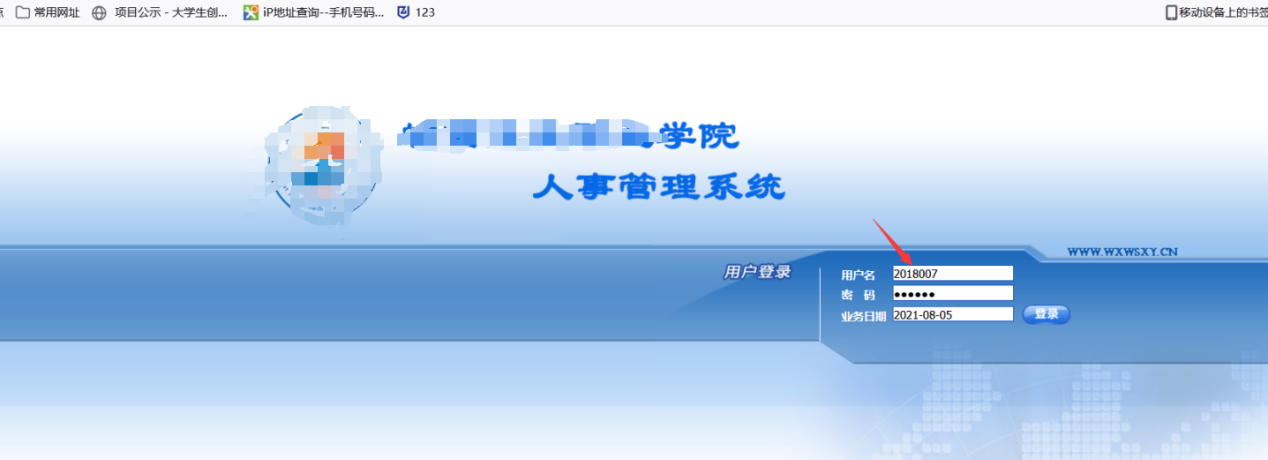 常用网址 项目公示 - 大学生创... iP地址查询--手机号码... 123 移动设备上的书签
学院
人事管理系统
WWW.WXWSXY.CN
用户登录
用户名 2018007
密 码 ●●●●●●
业务日期 2021-08-05 登录